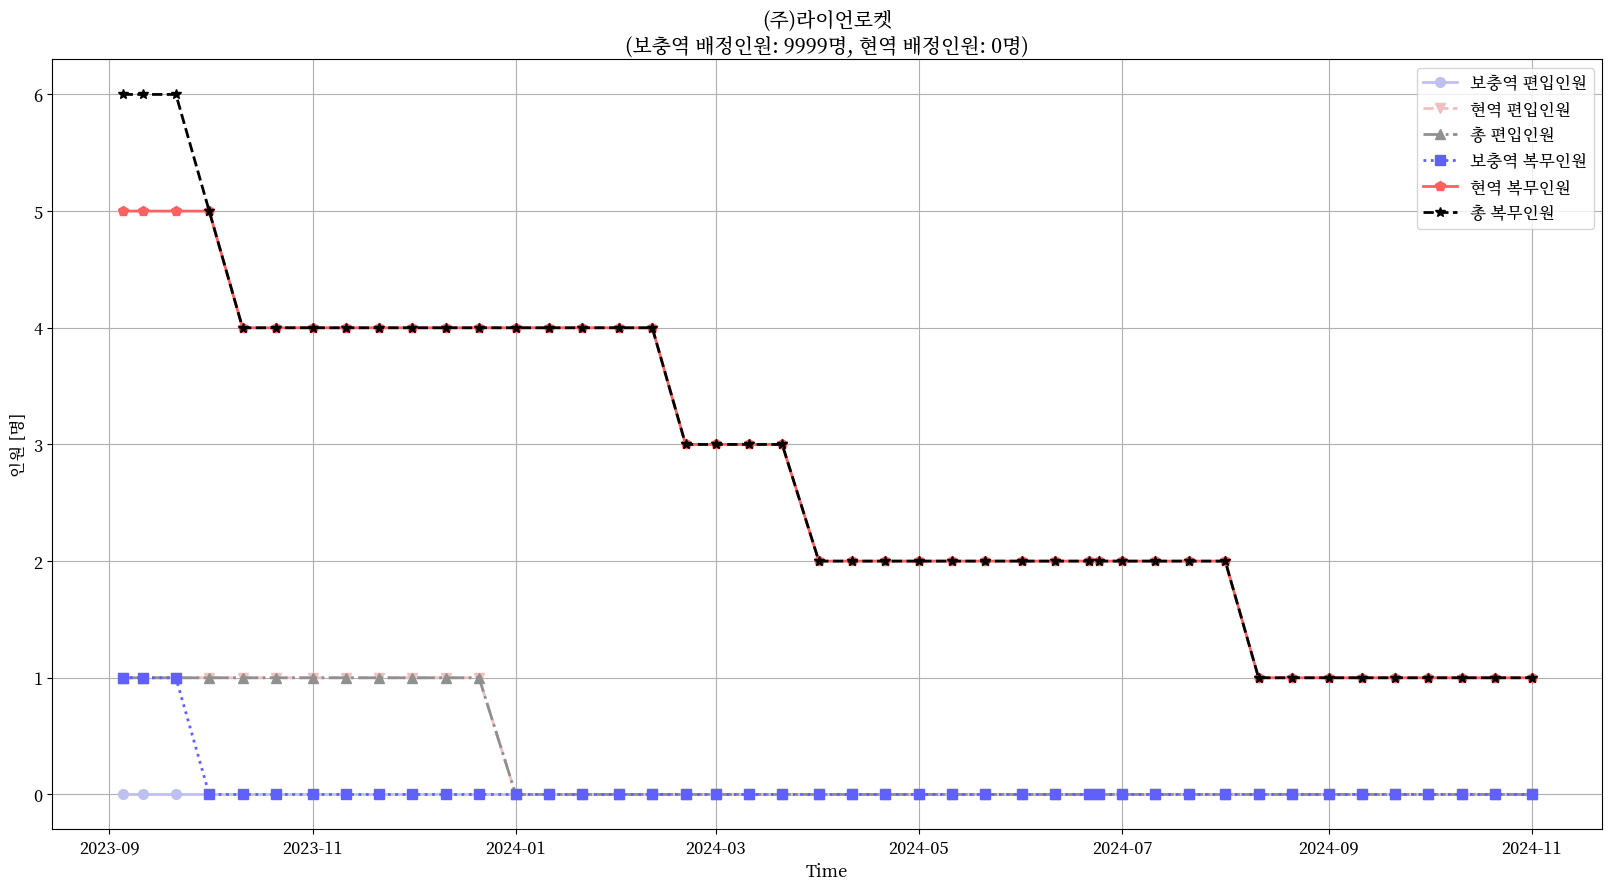 (주)라이언로켓
(보충역 배정인원: 9999명, 현역 배정인원: 0명)
보충역 편입인원
현역 편입인원
총 편입인원
보충역 복무인원
현역 복무인원
총 복무인원
인원 [명]
6
5
4
3
2
1
0
2023-09 2023-11 2024-01 2024-03 2024-05 2024-07 2024-09 2024-11
Time